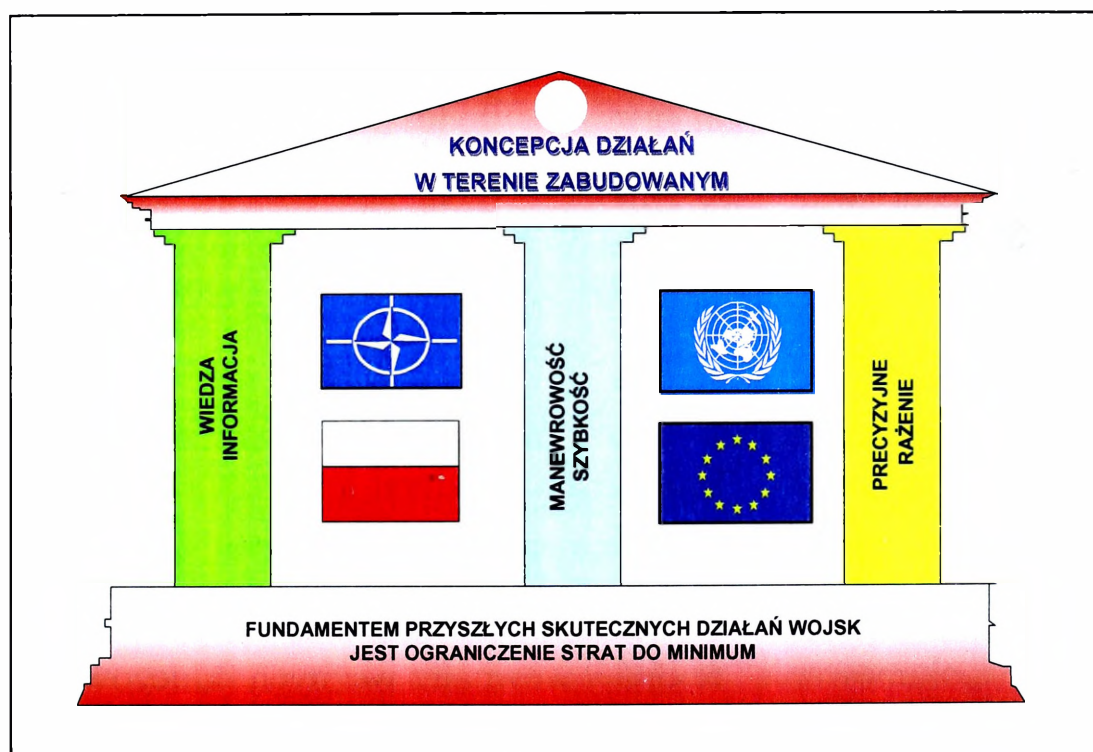 KONCEPCJA DZIAŁAŃ
W TERENIE ZABUDOWANYM
WIEDZA
INFORMACJA
MANEWROWOŚĆ
SZYBKOŚĆ
PRECYZYJNE
RAŻENIE
FUNDAMENTEM PRZYSZŁYCH SKUTECZNYCH DZIAŁAŃ WOJSK
JEST OGRANICZENIE STRAT DO MINIMUM